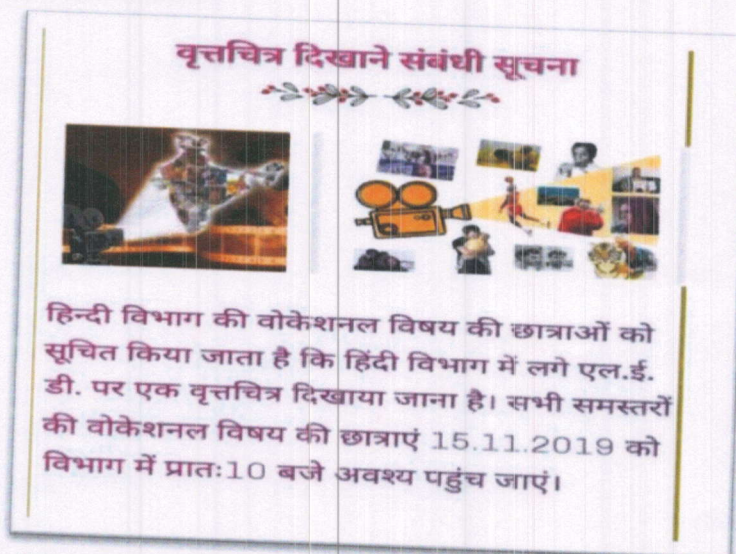 वृत्तचित्र दिखाने संबंधी सूचना
हिन्दी विभाग की वोकेशनल विषय की छात्राओं को
सूचित किया जाता है कि हिंदी विभाग में लगे एल.ई.
डी. पर एक वृत्तचित्र दिखाया जाना है। सभी समस्तरों
की वोकेशनल विषय की छात्राएं 15.11.2019 को
विभाग में प्रातः10 बजे अवश्य पहुंच जाएं।